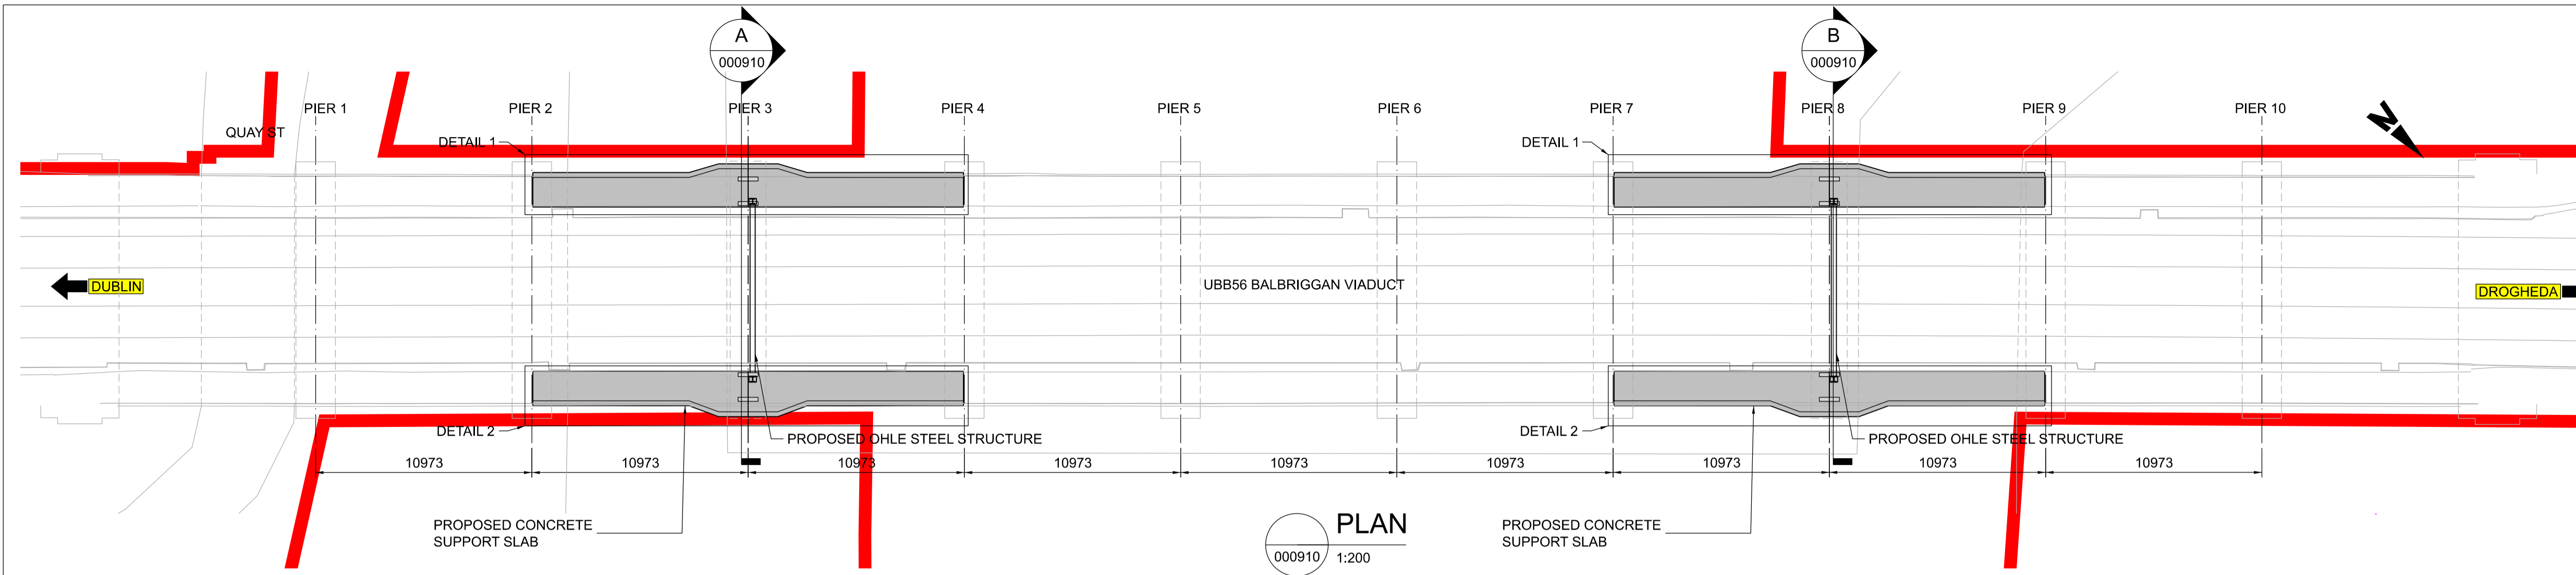 A
000910
B
000910
PIER 1
PIER 2
PIER 3
PIER 4
PIER 5
PIER 6
PIER 7
PIER 8
PIER 9
PIER 10
N
QUAY ST
DETAIL 1
DETAIL 1
DUBLIN
UBB56 BALBRIGGAN VIADUCT
DROGHEDA
DETAIL 2
PROPOSED OHLE STEEL STRUCTURE
DETAIL 2
PROPOSED OHLE STEEL STRUCTURE
10973
10973
10973
10973
10973
10973
10973
10973
10973
PROPOSED CONCRETE
SUPPORT SLAB
PLAN
000910
1:200
PROPOSED CONCRETE
SUPPORT SLAB